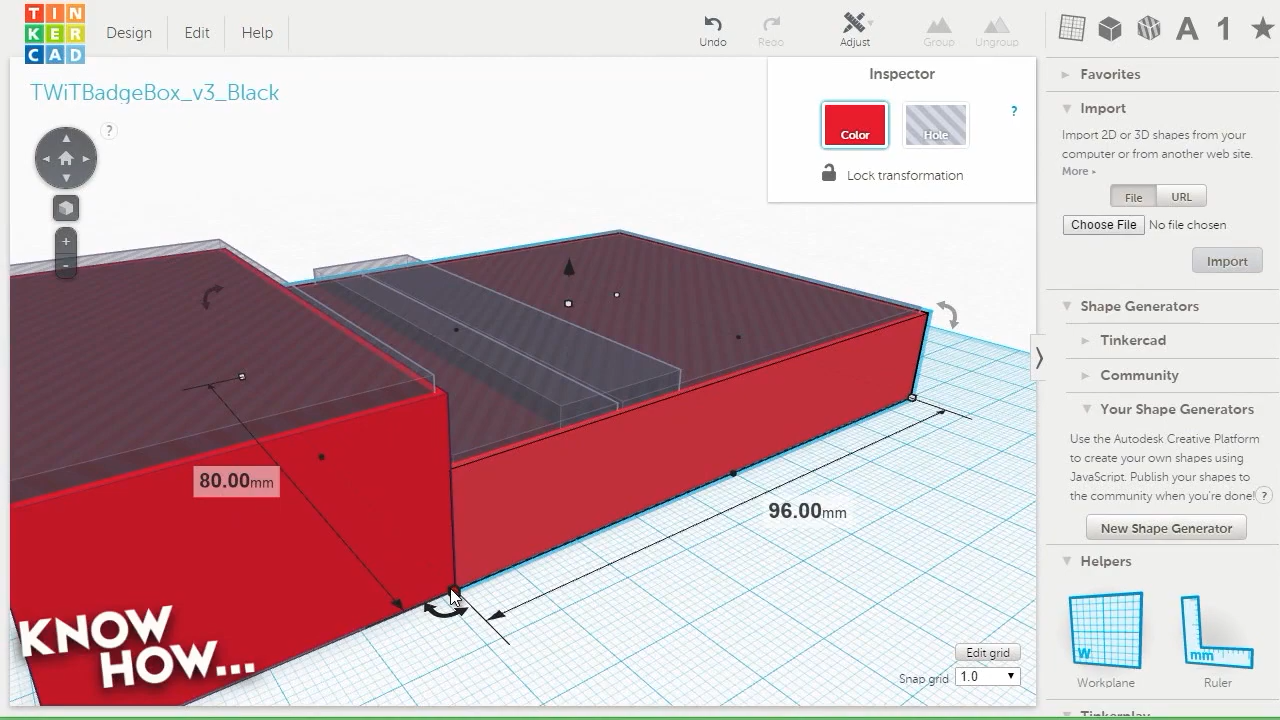 TIN
KER
CAD
Design
Edit
Help
Undo
Redo
Adjust
Group
Ungroup
A
1
TWiTBadgeBox_v3_Black
?
Inspector
Color
Hole
?
Lock transformation
Favorites
Import
Import 2D or 3D shapes from your
computer or from another web site.
More ▸
File
URL
Choose File
No file chosen
Import
Shape Generators
Tinkercad
Community
Your Shape Generators
Use the Autodesk Creative Platform
to create your own shapes using
JavaScript. Publish your shapes to
the community when you're done!
?
New Shape Generator
Helpers
W
mm
Workplane
Ruler
Tinkerplay
80.00mm
96.00mm
KNOW
HOW...
Edit grid
Snap grid
1.0